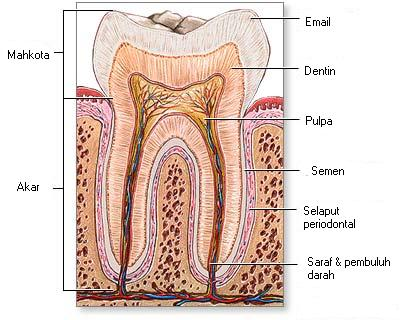 Mahkota
Akar
Email
Dentin
Pulpa
Semen
Selaput
periodontal
Saraf & pembuluh
darah